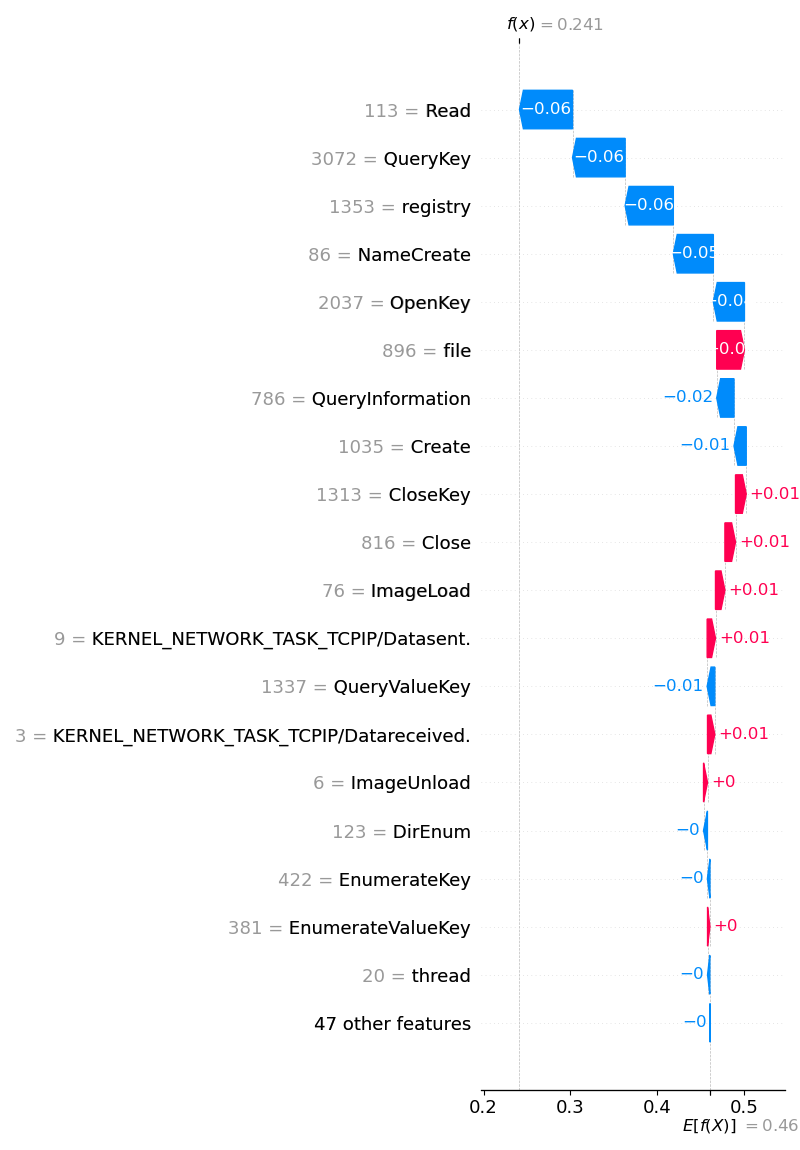 f(x) = 0.241
113 = Read −0.06
3072 = QueryKey −0.06
1353 = registry −0.06
86 = NameCreate −0.05
2037 = OpenKey
896 = file
786 = QueryInformation −0.02
1035 = Create −0.01
1313 = CloseKey +0.01
816 = Close +0.01
76 = ImageLoad +0.01
9 = KERNEL_NETWORK_TASK_TCPIP/Datasent. +0.01
1337 = QueryValueKey −0.01
3 = KERNEL_NETWORK_TASK_TCPIP/Datareceived. +0.01
6 = ImageUnload +0
123 = DirEnum −0
422 = EnumerateKey −0
381 = EnumerateValueKey +0
20 = thread −0
47 other features −0
0.2 0.3 0.4 0.5
E[f(X)] = 0.46